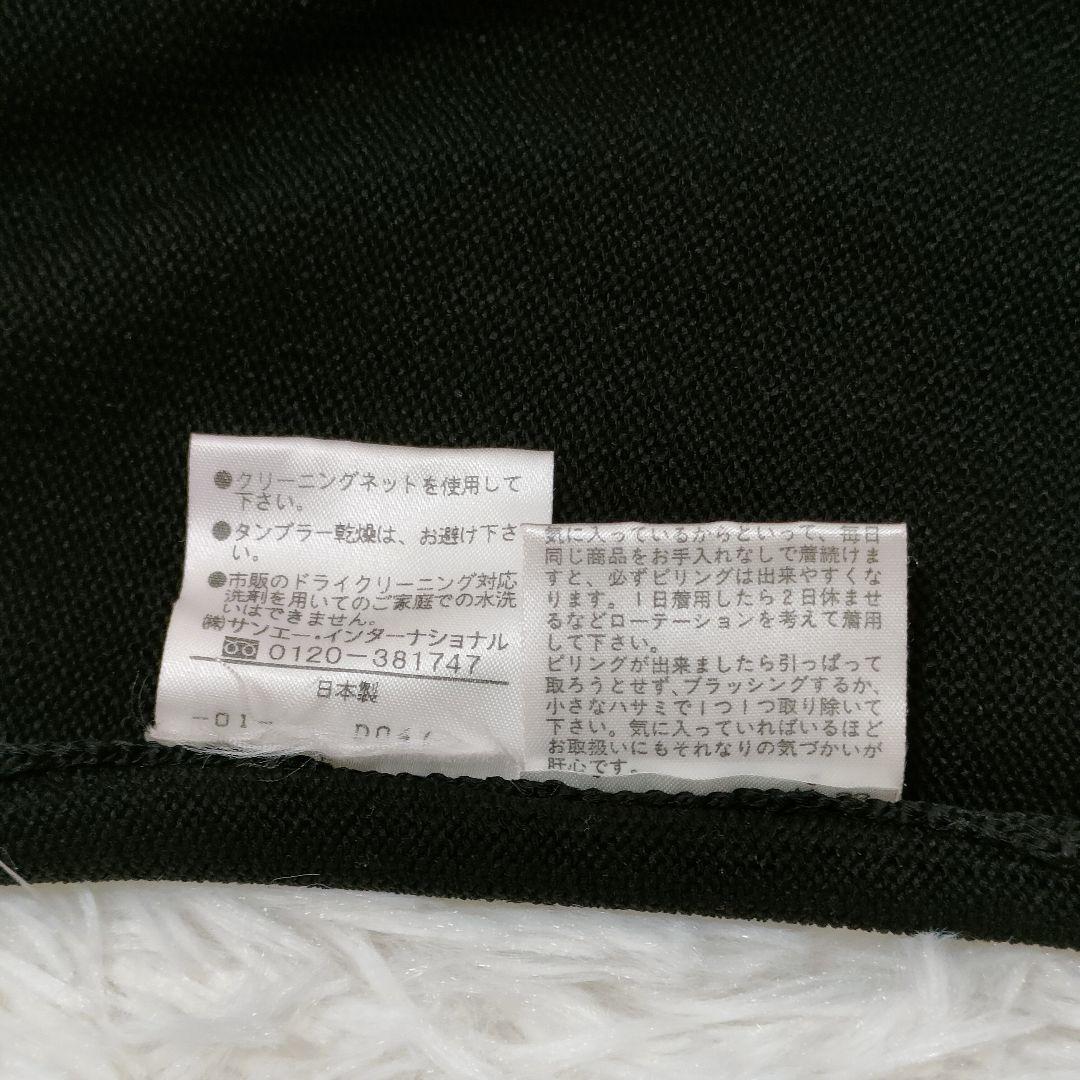 ●クリーニングネットを使用して
下さい。
●タンブラー乾燥は、お避け下さ
い。
●市販のドライクリーニング対応
洗剤を用いてのご家庭での水洗
いはできません。
㈱サンエー・インターナショナル
0120-381747
日本製
-01-
気に入っているからといって、毎日
同じ商品をお手入れなしで着続けま
すと、必ずピリングは出来やすくな
ります。1日着用したら2日休ませ
るなどローテーションを考えて着用
して下さい。
ピリングが出来ましたら引っぱって
取ろうとせず、ブラッシングするか、
小さなハサミで1つ1つ取り除いて
下さい。気に入っていればいるほど
お取扱いにもそれなりの気づかいが
肝心です。